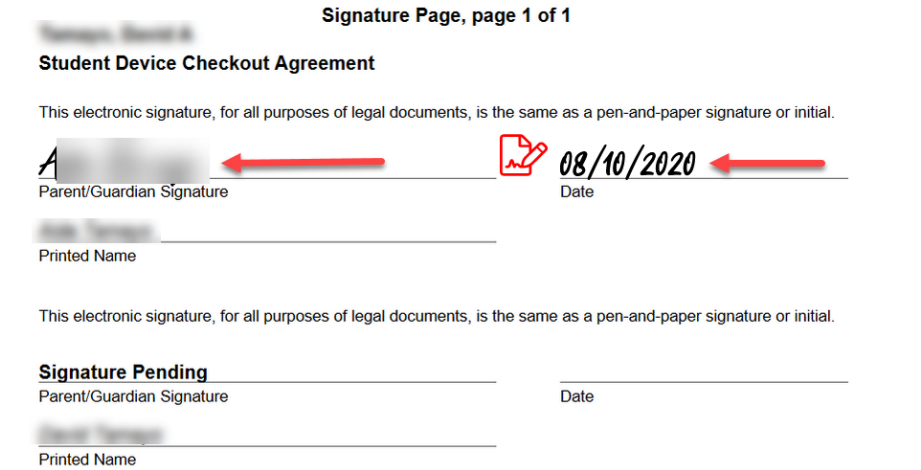 Signature Page, page 1 of 1
Student Device Checkout Agreement
This electronic signature, for all purposes of legal documents, is the same as a pen-and-paper signature or initial.
08/10/2020
Parent/Guardian Signature Date
Printed Name
This electronic signature, for all purposes of legal documents, is the same as a pen-and-paper signature or initial.
Signature Pending
Parent/Guardian Signature Date
Printed Name